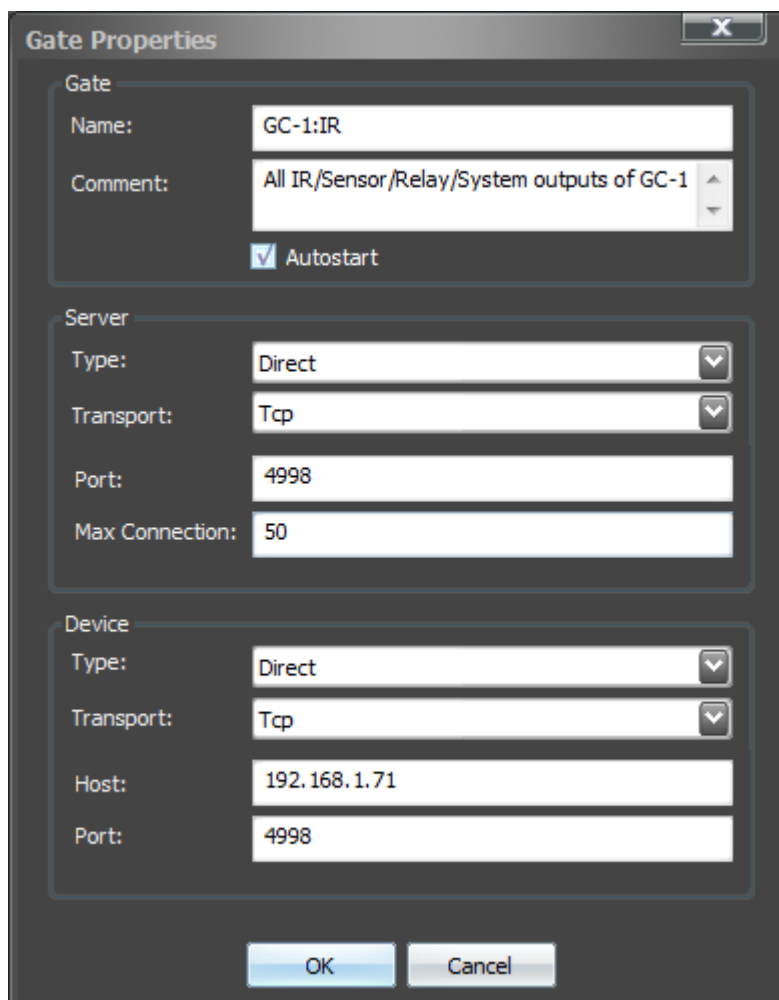 Gate Properties
X
Gate
Name: GC-1:IR
Comment: All IR/Sensor/Relay/System outputs of GC-1
Autostart
Server
Type: Direct
Transport: Tcp
Port: 4998
Max Connection: 50
Device
Type: Direct
Transport: Tcp
Host: 192.168.1.71
Port: 4998
OK Cancel